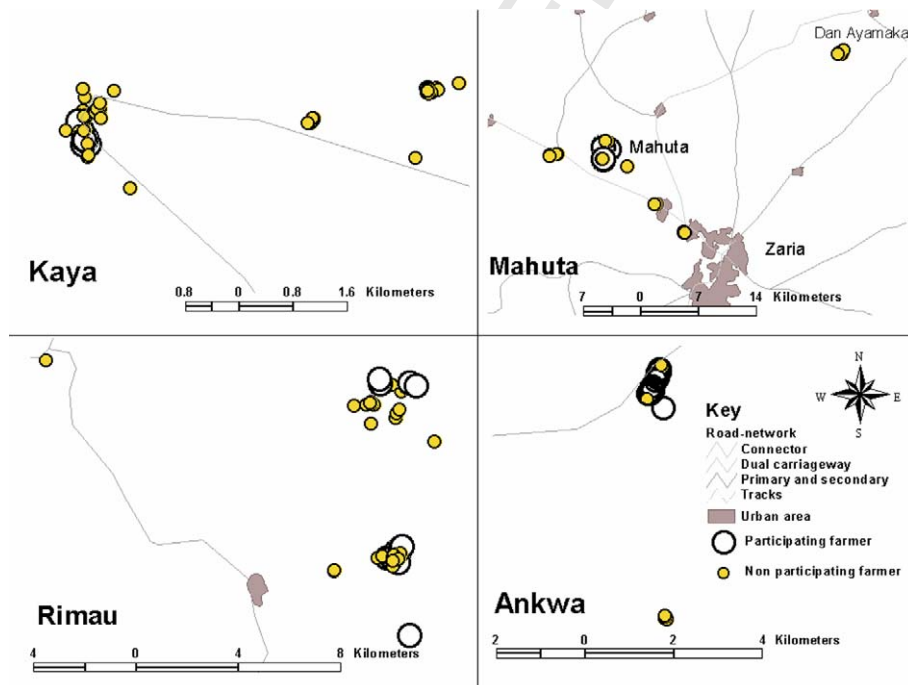 Kaya
0.8 0 0.8 1.6 Kilometers
Dan Ayamaka
Mahuta
Zaria
Mahuta
7 0 7 14 Kilometers
Rimau
4 0 4 8 Kilometers
N
W E
S
Key
Road-network
Connector
Dual carriageway
Primary and secondary
Tracks
Urban area
Participating farmer
Non participating farmer
Ankwa
2 0 2 4 Kilometers